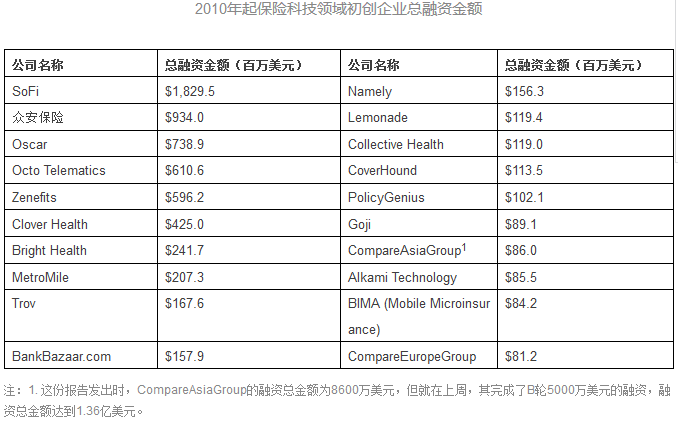 2010年起保险科技领域初创企业总融资金额
公司名称 总融资金额（百万美元） 公司名称 总融资金额（百万美元）
SoFi $1,829.5 Namely $156.3
众安保险 $934.0 Lemonade $119.4
Oscar $738.9 Collective Health $119.0
Octo Telematics $610.6 CoverHound $113.5
Zenefits $596.2 PolicyGenius $102.1
Clover Health $425.0 Goji $89.1
Bright Health $241.7 CompareAsiaGroup1 $86.0
MetroMile $207.3 Alkami Technology $85.5
Trov $167.6 BIMA (Mobile Microinsur $84.2
ance)
BankBazaar.com $157.9 CompareEuropeGroup $81.2
注：1. 这份报告发出时，CompareAsiaGroup的融资总金额为8600万美元，但就在上周，其完成了B轮5000万美元的融资，融
资总金额达到1.36亿美元。